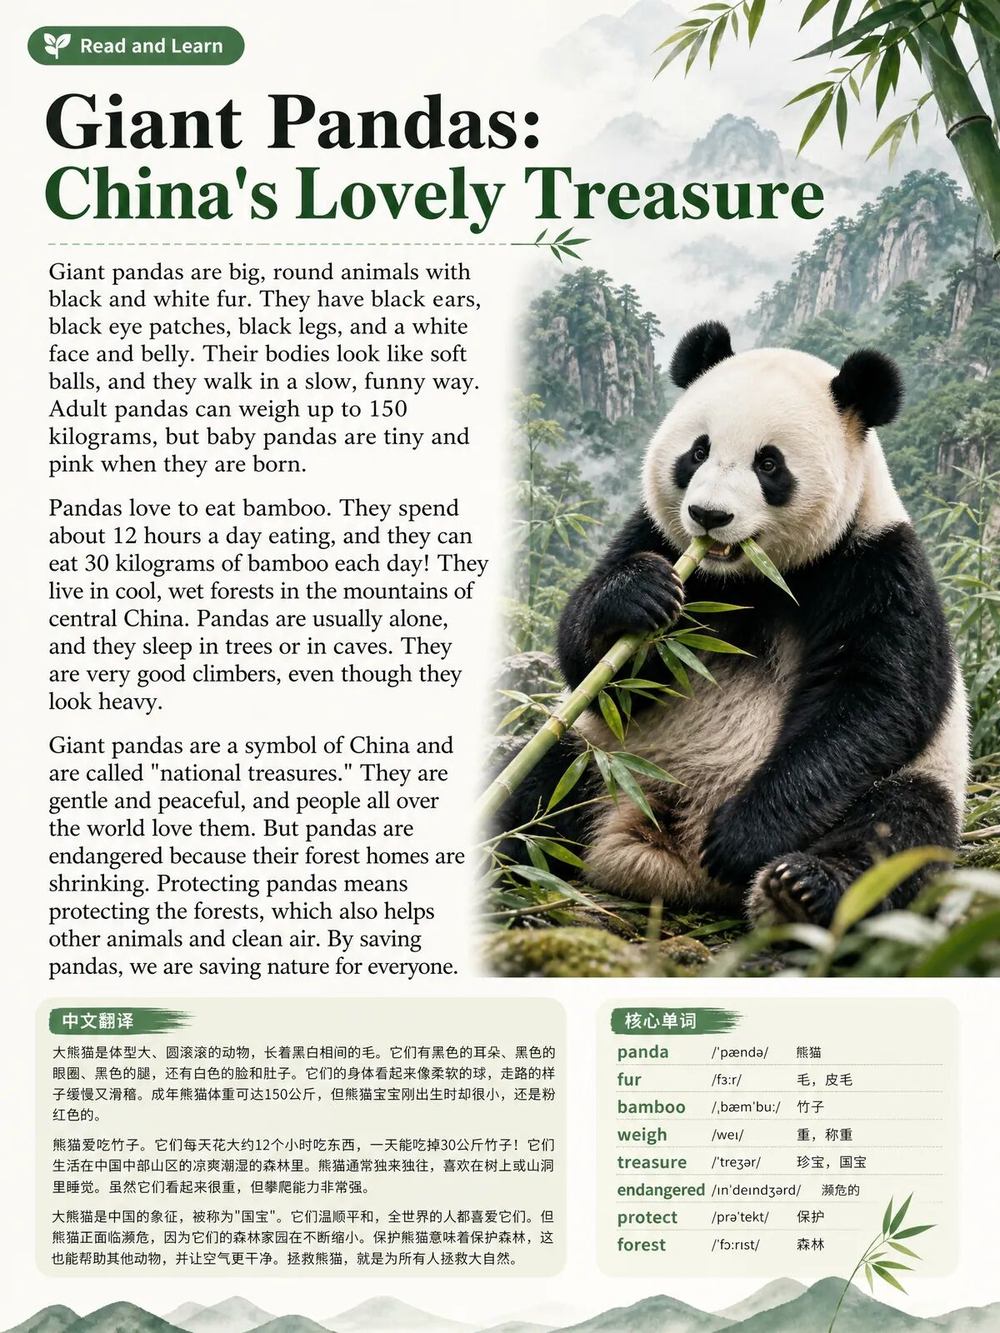 Read and Learn
Giant Pandas:
China's Lovely Treasure
Giant pandas are big, round animals with
black and white fur. They have black ears,
black eye patches, black legs, and a white
face and belly. Their bodies look like soft
balls, and they walk in a slow, funny way.
Adult pandas can weigh up to 150
kilograms, but baby pandas are tiny and
pink when they are born.
Pandas love to eat bamboo. They spend
about 12 hours a day eating, and they can
eat 30 kilograms of bamboo each day! They
live in cool, wet forests in the mountains of
central China. Pandas are usually alone,
and they sleep in trees or in caves. They
are very good climbers, even though they
look heavy.
Giant pandas are a symbol of China and
are called "national treasures." They are
gentle and peaceful, and people all over
the world love them. But pandas are
endangered because their forest homes are
shrinking. Protecting pandas means
protecting the forests, which also helps
other animals and clean air. By saving
pandas, we are saving nature for everyone.
中文翻译
大熊猫是体型大、圆滚滚的动物，长着黑白相间的毛。它们有黑色的耳朵、黑色的
眼圈、黑色的腿，还有白色的脸和肚子。它们的身体看起来像柔软的球，走路的样
子缓慢又滑稽。成年熊猫体重可达150公斤，但熊猫宝宝刚出生时却很小，还是粉
红色的。
熊猫爱吃竹子。它们每天花大约12个小时吃东西，一天能吃掉30公斤竹子！它们
生活在中国中部山区的凉爽潮湿的森林里。熊猫通常独来独往，喜欢在树上或山洞
里睡觉。虽然它们看起来很重，但攀爬能力非常强。
大熊猫是中国的象征，被称为"国宝"。它们温顺平和，全世界的人都喜爱它们。但
熊猫正面临濒危，因为它们的森林家园在不断缩小。保护熊猫意味着保护森林，这
也能帮助其他动物，并让空气更干净。拯救熊猫，就是为所有人拯救大自然。
核心单词
panda /ˈpændə/ 熊猫
fur /fɜːr/ 毛，皮毛
bamboo /ˌbæmˈbuː/ 竹子
weigh /weɪ/ 重，称重
treasure /ˈtreʒər/ 珍宝，国宝
endangered /ɪnˈdeɪndʒərd/ 濒危的
protect /prəˈtekt/ 保护
forest /ˈfɔːrɪst/ 森林